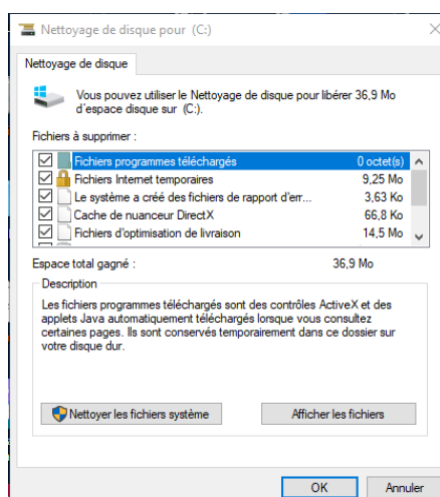 Nettoyage de disque pour (C:)
Nettoyage de disque
Vous pouvez utiliser le Nettoyage de disque pour libérer 36,9 Mo
d'espace disque sur (C:).
Fichiers à supprimer :
Fichiers programmes téléchargés 0 octet(s)
Fichiers Internet temporaires 9,25 Mo
Le système a créé des fichiers de rapport d'err... 3,63 Ko
Cache de nuanceur DirectX 66,8 Ko
Fichiers d'optimisation de livraison 14,5 Mo
Espace total gagné : 36,9 Mo
Description
Les fichiers programmes téléchargés sont des contrôles ActiveX et des
applets Java automatiquement téléchargés lorsque vous consultez
certaines pages. Ils sont conservés temporairement dans ce dossier sur
votre disque dur.
Nettoyer les fichiers système Afficher les fichiers
OK Annuler